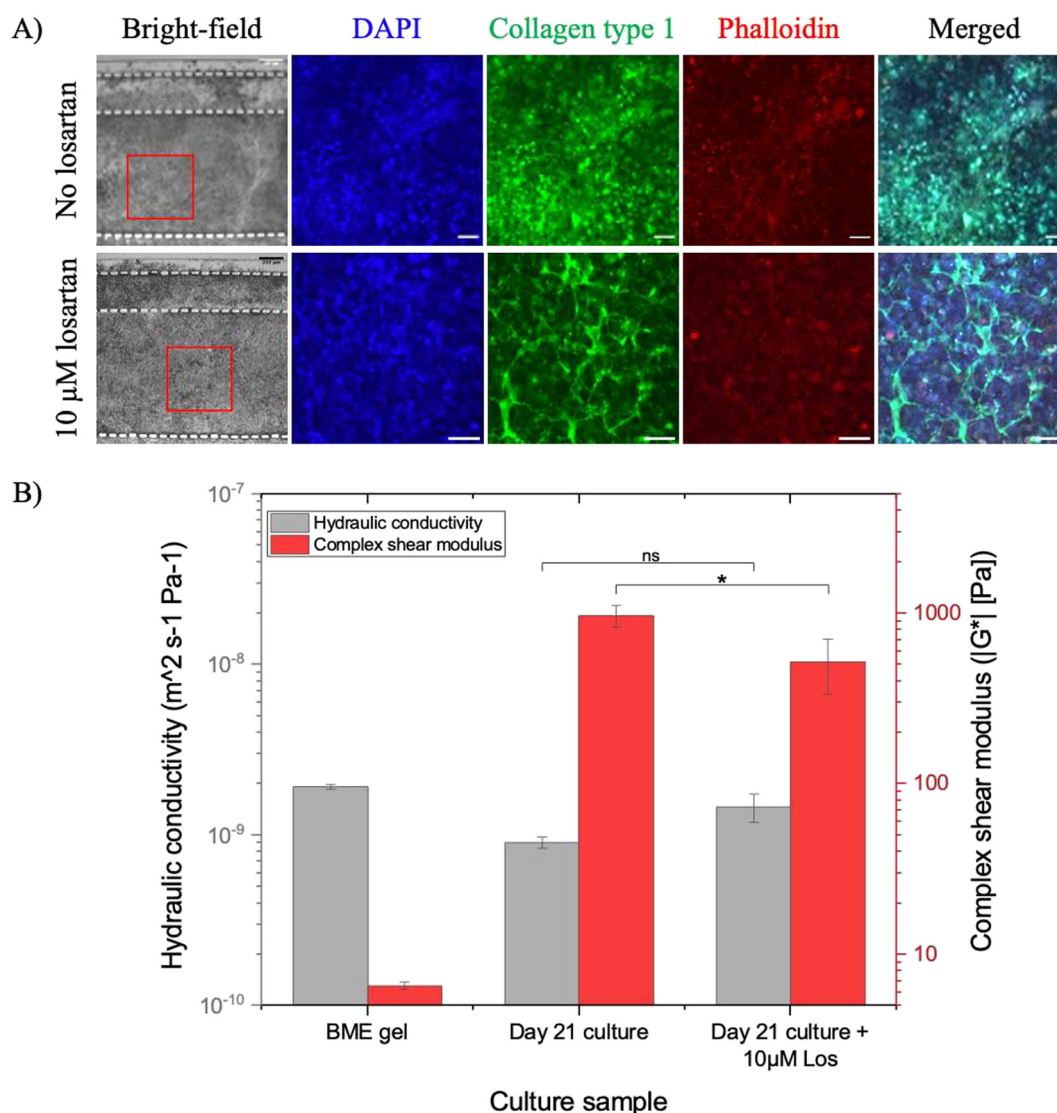 A)
Bright-field
DAPI
Collagen type 1
Phalloidin
Merged
No losartan
10 µM losartan
B)
Hydraulic conductivity (m^2 s-1 Pa-1)
10-7
10-8
10-9
10-10
Hydraulic conductivity
Complex shear modulus
ns
*
1000
100
10
Complex shear modulus (|G*| [Pa)
BME gel
Day 21 culture
Day 21 culture +
10µM Los
Culture sample